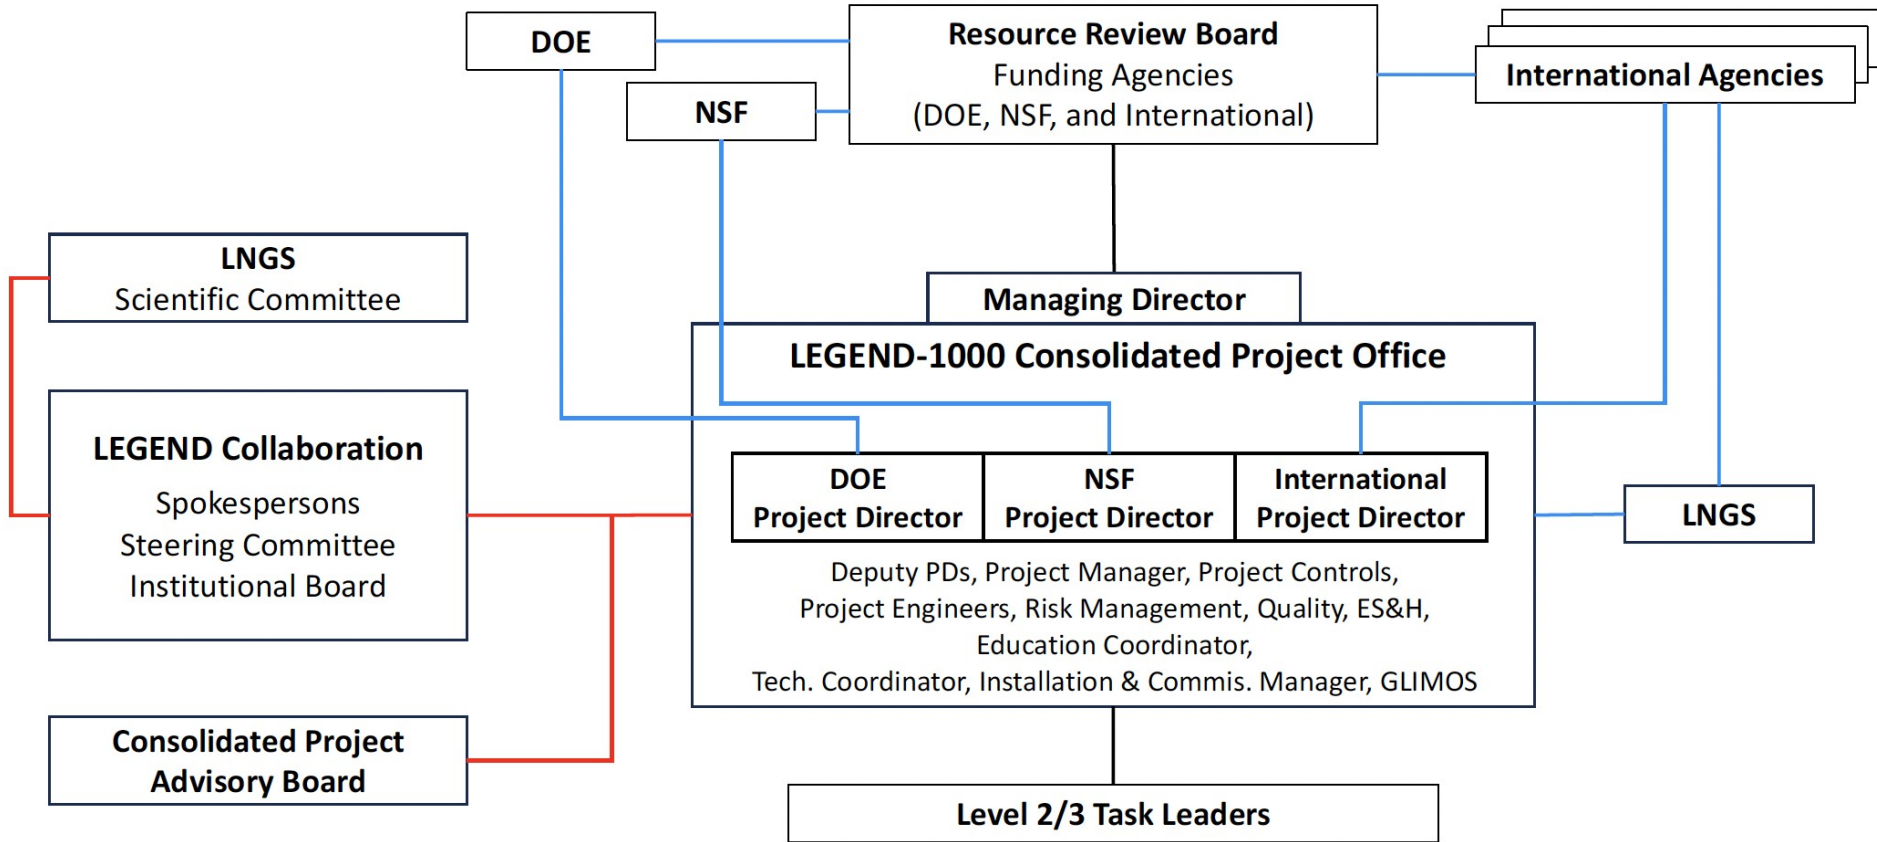 DOE
Resource Review Board
Funding Agencies
(DOE, NSF, and International)
International Agencies
NSF
LNGS
Scientific Committee
Managing Director
LEGEND-1000 Consolidated Project Office
LEGEND Collaboration
Spokespersons
Steering Committee
Institutional Board
DOE
Project Director
NSF
Project Director
International
Project Director
LNGS
Deputy PDs, Project Manager, Project Controls,
Project Engineers, Risk Management, Quality, ES&H,
Education Coordinator,
Tech. Coordinator, Installation & Commis. Manager, GLIMOS
Consolidated Project
Advisory Board
Level 2/3 Task Leaders